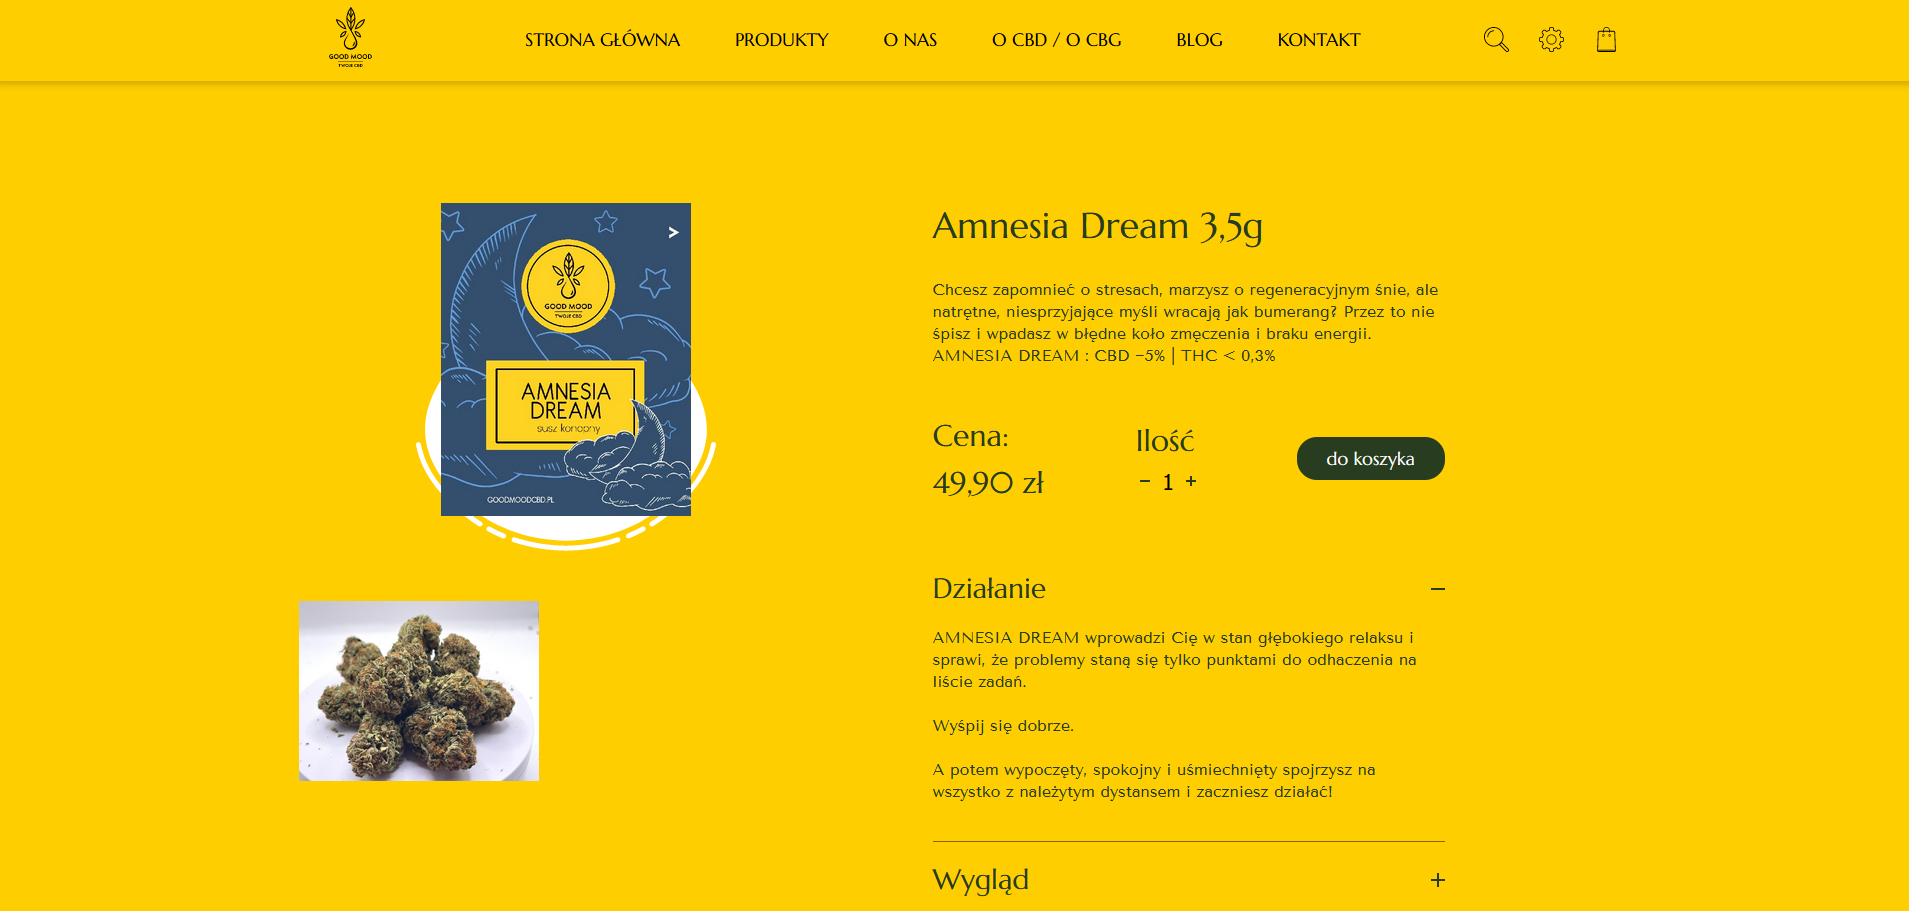 GOOD MOOD
TWOJE CBD
STRONA GŁÓWNA
PRODUKTY
O NAS
O CBD / O CBG
BLOG
KONTAKT
>
GOOD MOOD
TWOJE CBD
AMNESIA
DREAM
susz konopny
GOODMOODCBD.PL
Amnesia Dream 3,5g
Chcesz zapomnieć o stresach, marzysz o regeneracyjnym śnie, ale
natrętne, niesprzyjające myśli wracają jak bumerang? Przez to nie
śpisz i wpadasz w błędne koło zmęczenia i braku energii.
AMNESIA DREAM : CBD ~5% | THC < 0,3%
Cena:
49,90 zł
Ilość
− 1 +
do koszyka
Działanie −
AMNESIA DREAM wprowadzi Cię w stan głębokiego relaksu i
sprawi, że problemy staną się tylko punktami do odhaczenia na
liście zadań.
Wyśpij się dobrze.
A potem wypoczęty, spokojny i uśmiechnięty spojrzysz na
wszystko z należytym dystansem i zaczniesz działać!
Wygląd +